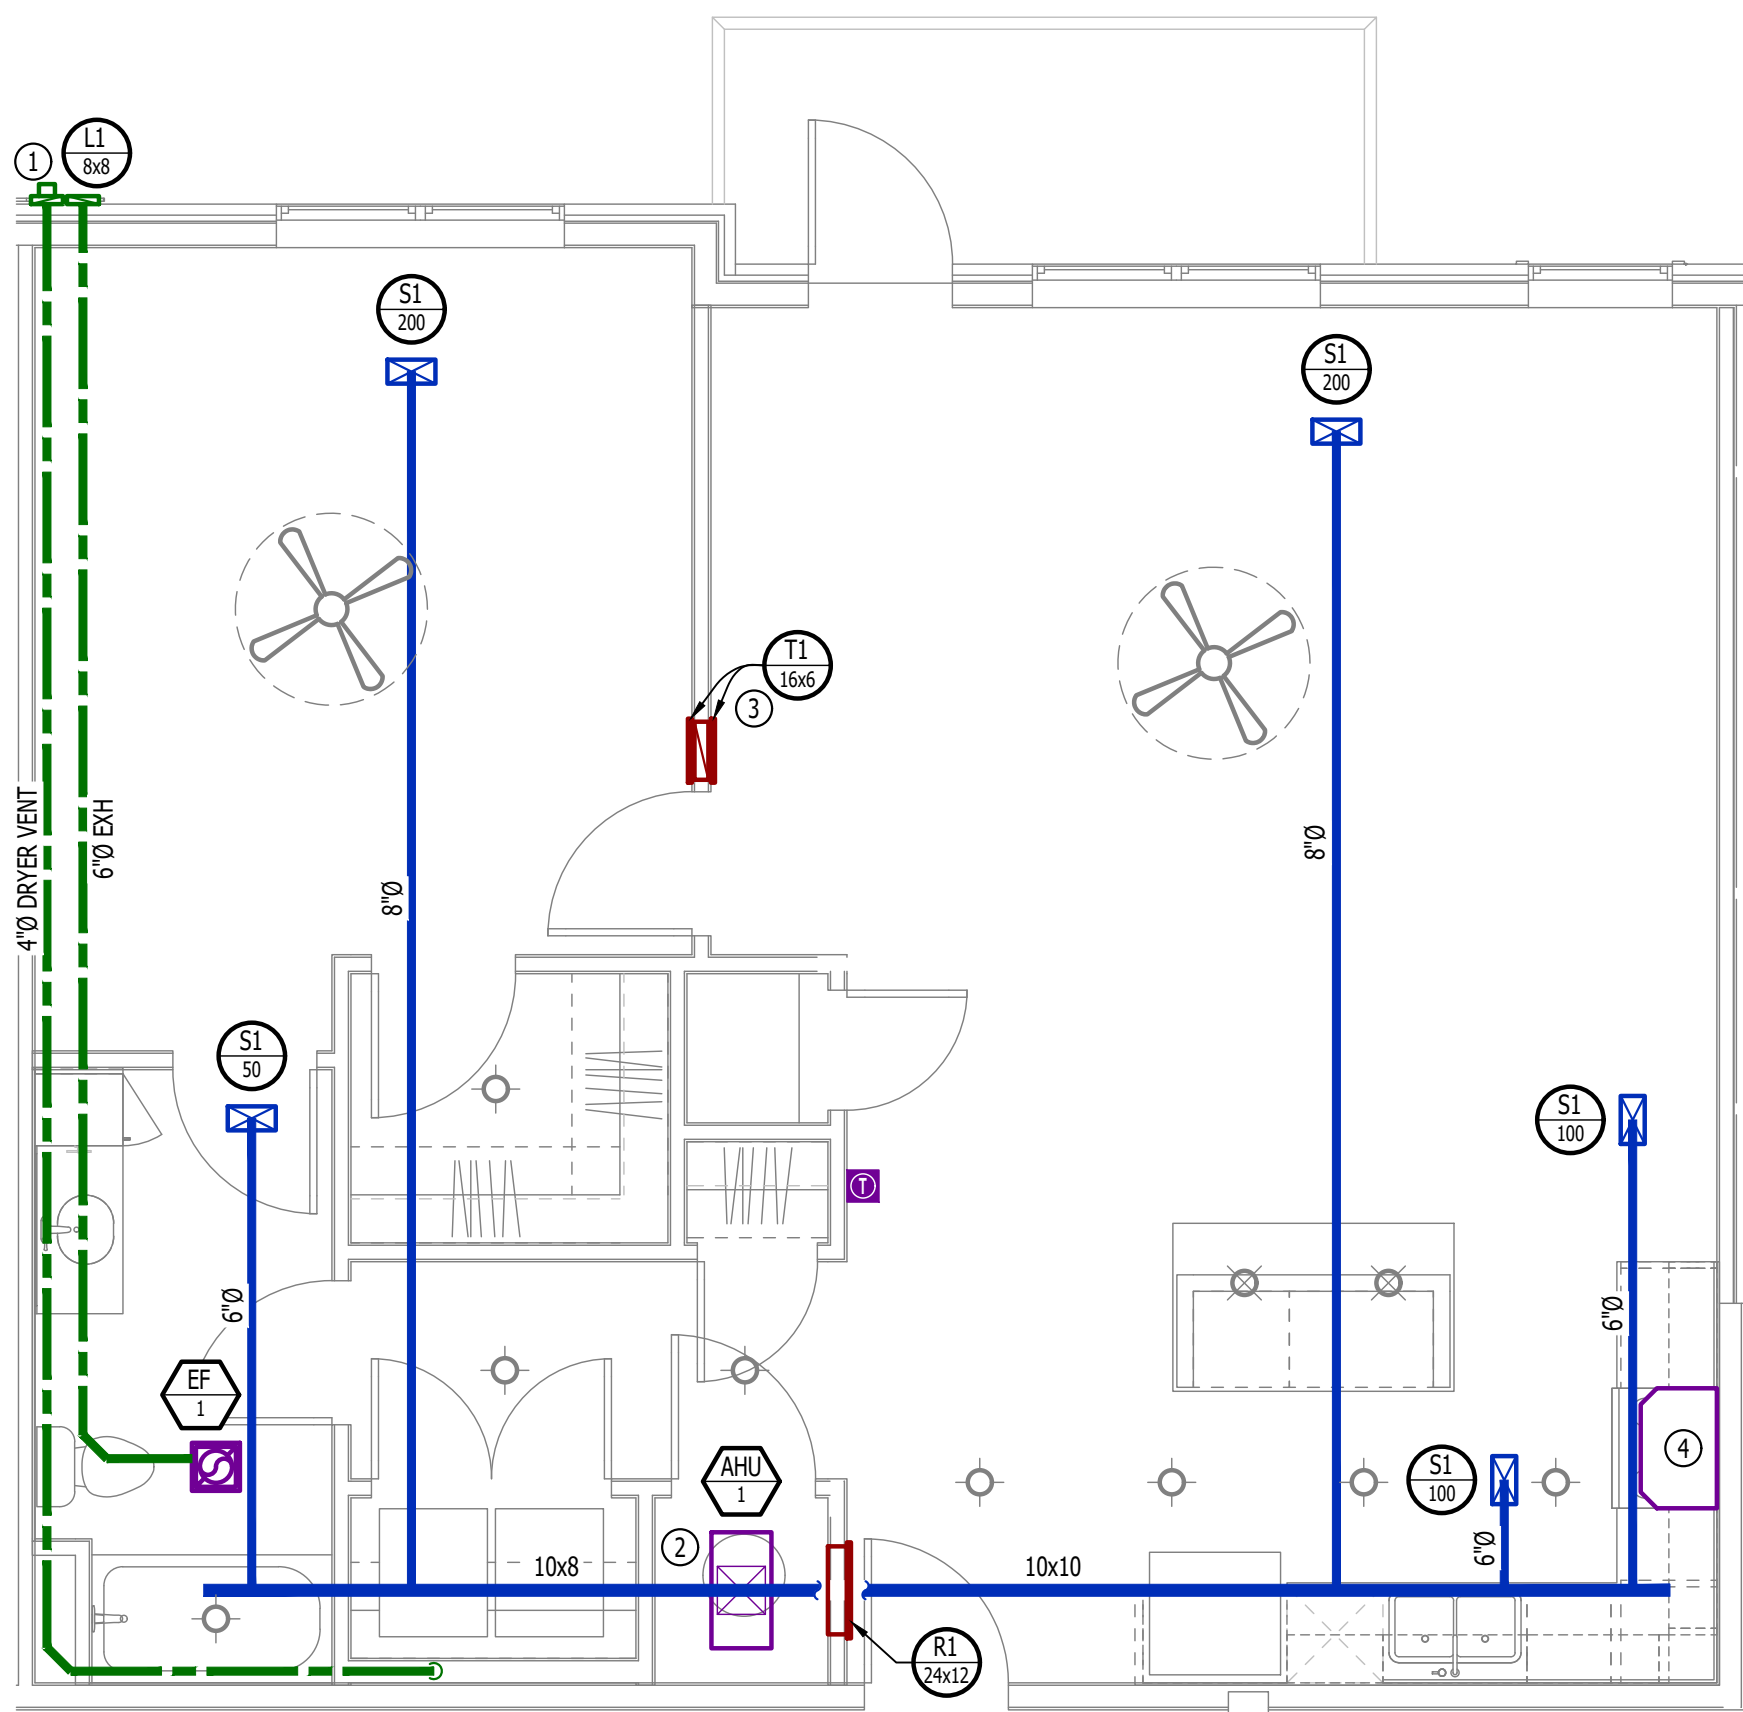 1
L1
8x8
S1
200
S1
200
T1
16x6
3
4"Ø DRYER VENT
6"Ø EXH
8"Ø
8"Ø
S1
50
S1
100
T
6"Ø
6"Ø
EF
1
AHU
1
S1
100
4
2
10x8
10x10
6"Ø
R1
24x12